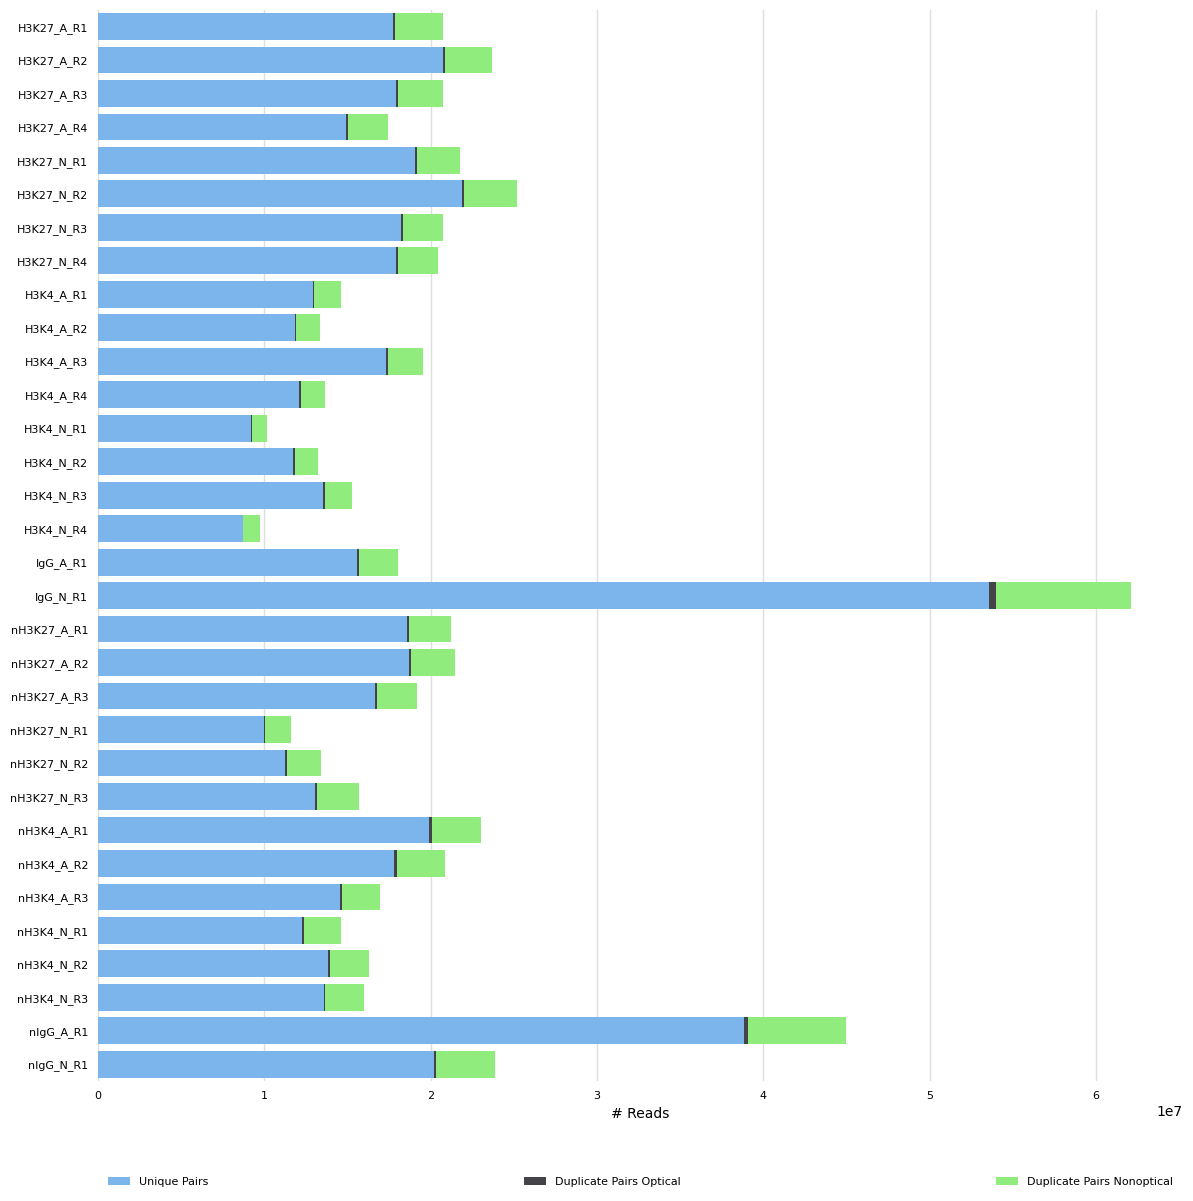 H3K27_A_R1
H3K27_A_R2
H3K27_A_R3
H3K27_A_R4
H3K27_N_R1
H3K27_N_R2
H3K27_N_R3
H3K27_N_R4
H3K4_A_R1
H3K4_A_R2
H3K4_A_R3
H3K4_A_R4
H3K4_N_R1
H3K4_N_R2
H3K4_N_R3
H3K4_N_R4
IgG_A_R1
IgG_N_R1
nH3K27_A_R1
nH3K27_A_R2
nH3K27_A_R3
nH3K27_N_R1
nH3K27_N_R2
nH3K27_N_R3
nH3K4_A_R1
nH3K4_A_R2
nH3K4_A_R3
nH3K4_N_R1
nH3K4_N_R2
nH3K4_N_R3
nIgG_A_R1
nIgG_N_R1
0 1 2 3 4 5 6
# Reads
1e7
Unique Pairs Duplicate Pairs Optical Duplicate Pairs Nonoptical